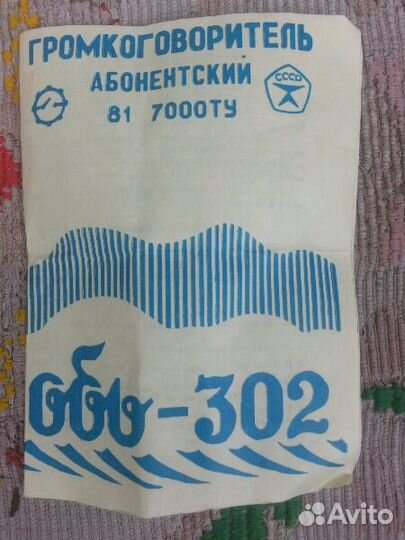 ГРОМКОГОВОРИТЕЛЬ
АБОНЕНТСКИЙ
СССР
81 7000ТУ
Обь-302
Avito